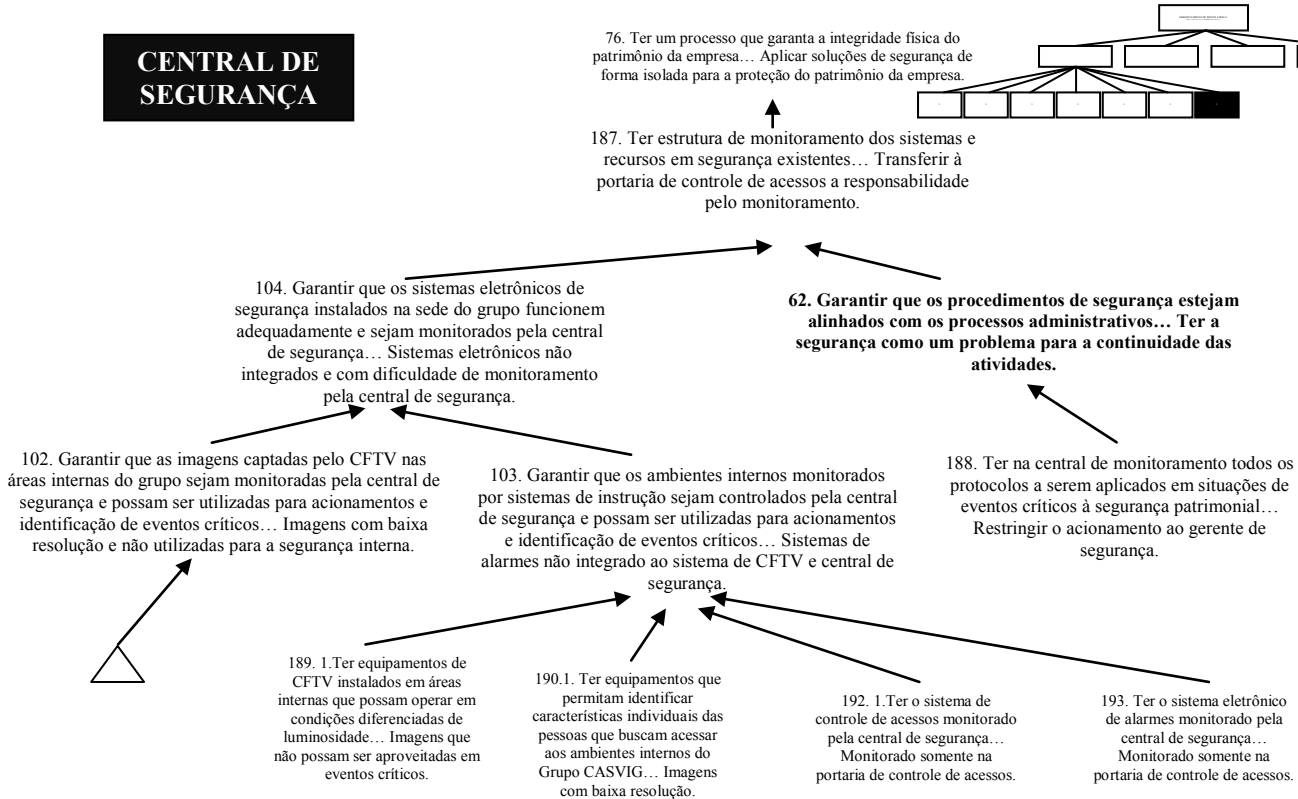 CENTRAL DE
SEGURANÇA
76. Ter um processo que garanta a integridade física do
patrimônio da empresa… Aplicar soluções de segurança de
forma isolada para a proteção do patrimônio da empresa.
187. Ter estrutura de monitoramento dos sistemas e
recursos em segurança existentes… Transferir à
portaria de controle de acessos a responsabilidade
pelo monitoramento.
104. Garantir que os sistemas eletrônicos de
segurança instalados na sede do grupo funcionem
adequadamente e sejam monitorados pela central
de segurança… Sistemas eletrônicos não
integrados e com dificuldade de monitoramento
pela central de segurança.
62. Garantir que os procedimentos de segurança estejam
alinhados com os processos administrativos… Ter a
segurança como um problema para a continuidade das
atividades.
102. Garantir que as imagens captadas pelo CFTV nas
áreas internas do grupo sejam monitoradas pela central de
segurança e possam ser utilizadas para acionamentos e
identificação de eventos críticos… Imagens com baixa
resolução e não utilizadas para a segurança interna.
103. Garantir que os ambientes internos monitorados
por sistemas de instrução sejam controlados pela central
de segurança e possam ser utilizadas para acionamentos
e identificação de eventos críticos… Sistemas de
alarmes não integrado ao sistema de CFTV e central de
segurança.
188. Ter na central de monitoramento todos os
protocolos a serem aplicados em situações de
eventos críticos à segurança patrimonial…
Restringir o acionamento ao gerente de
segurança.
189. 1.Ter equipamentos de
CFTV instalados em áreas
internas que possam operar em
condições diferenciadas de
luminosidade… Imagens que
não possam ser aproveitadas em
eventos críticos.
190.1. Ter equipamentos que
permitam identificar
características individuais das
pessoas que buscam acessar
aos ambientes internos do
Grupo CASVIG… Imagens
com baixa resolução.
192. 1.Ter o sistema de
controle de acessos monitorado
pela central de segurança…
Monitorado somente na
portaria de controle de acessos.
193. Ter o sistema eletrônico
de alarmes monitorado pela
central de segurança…
Monitorado somente na
portaria de controle de acessos.